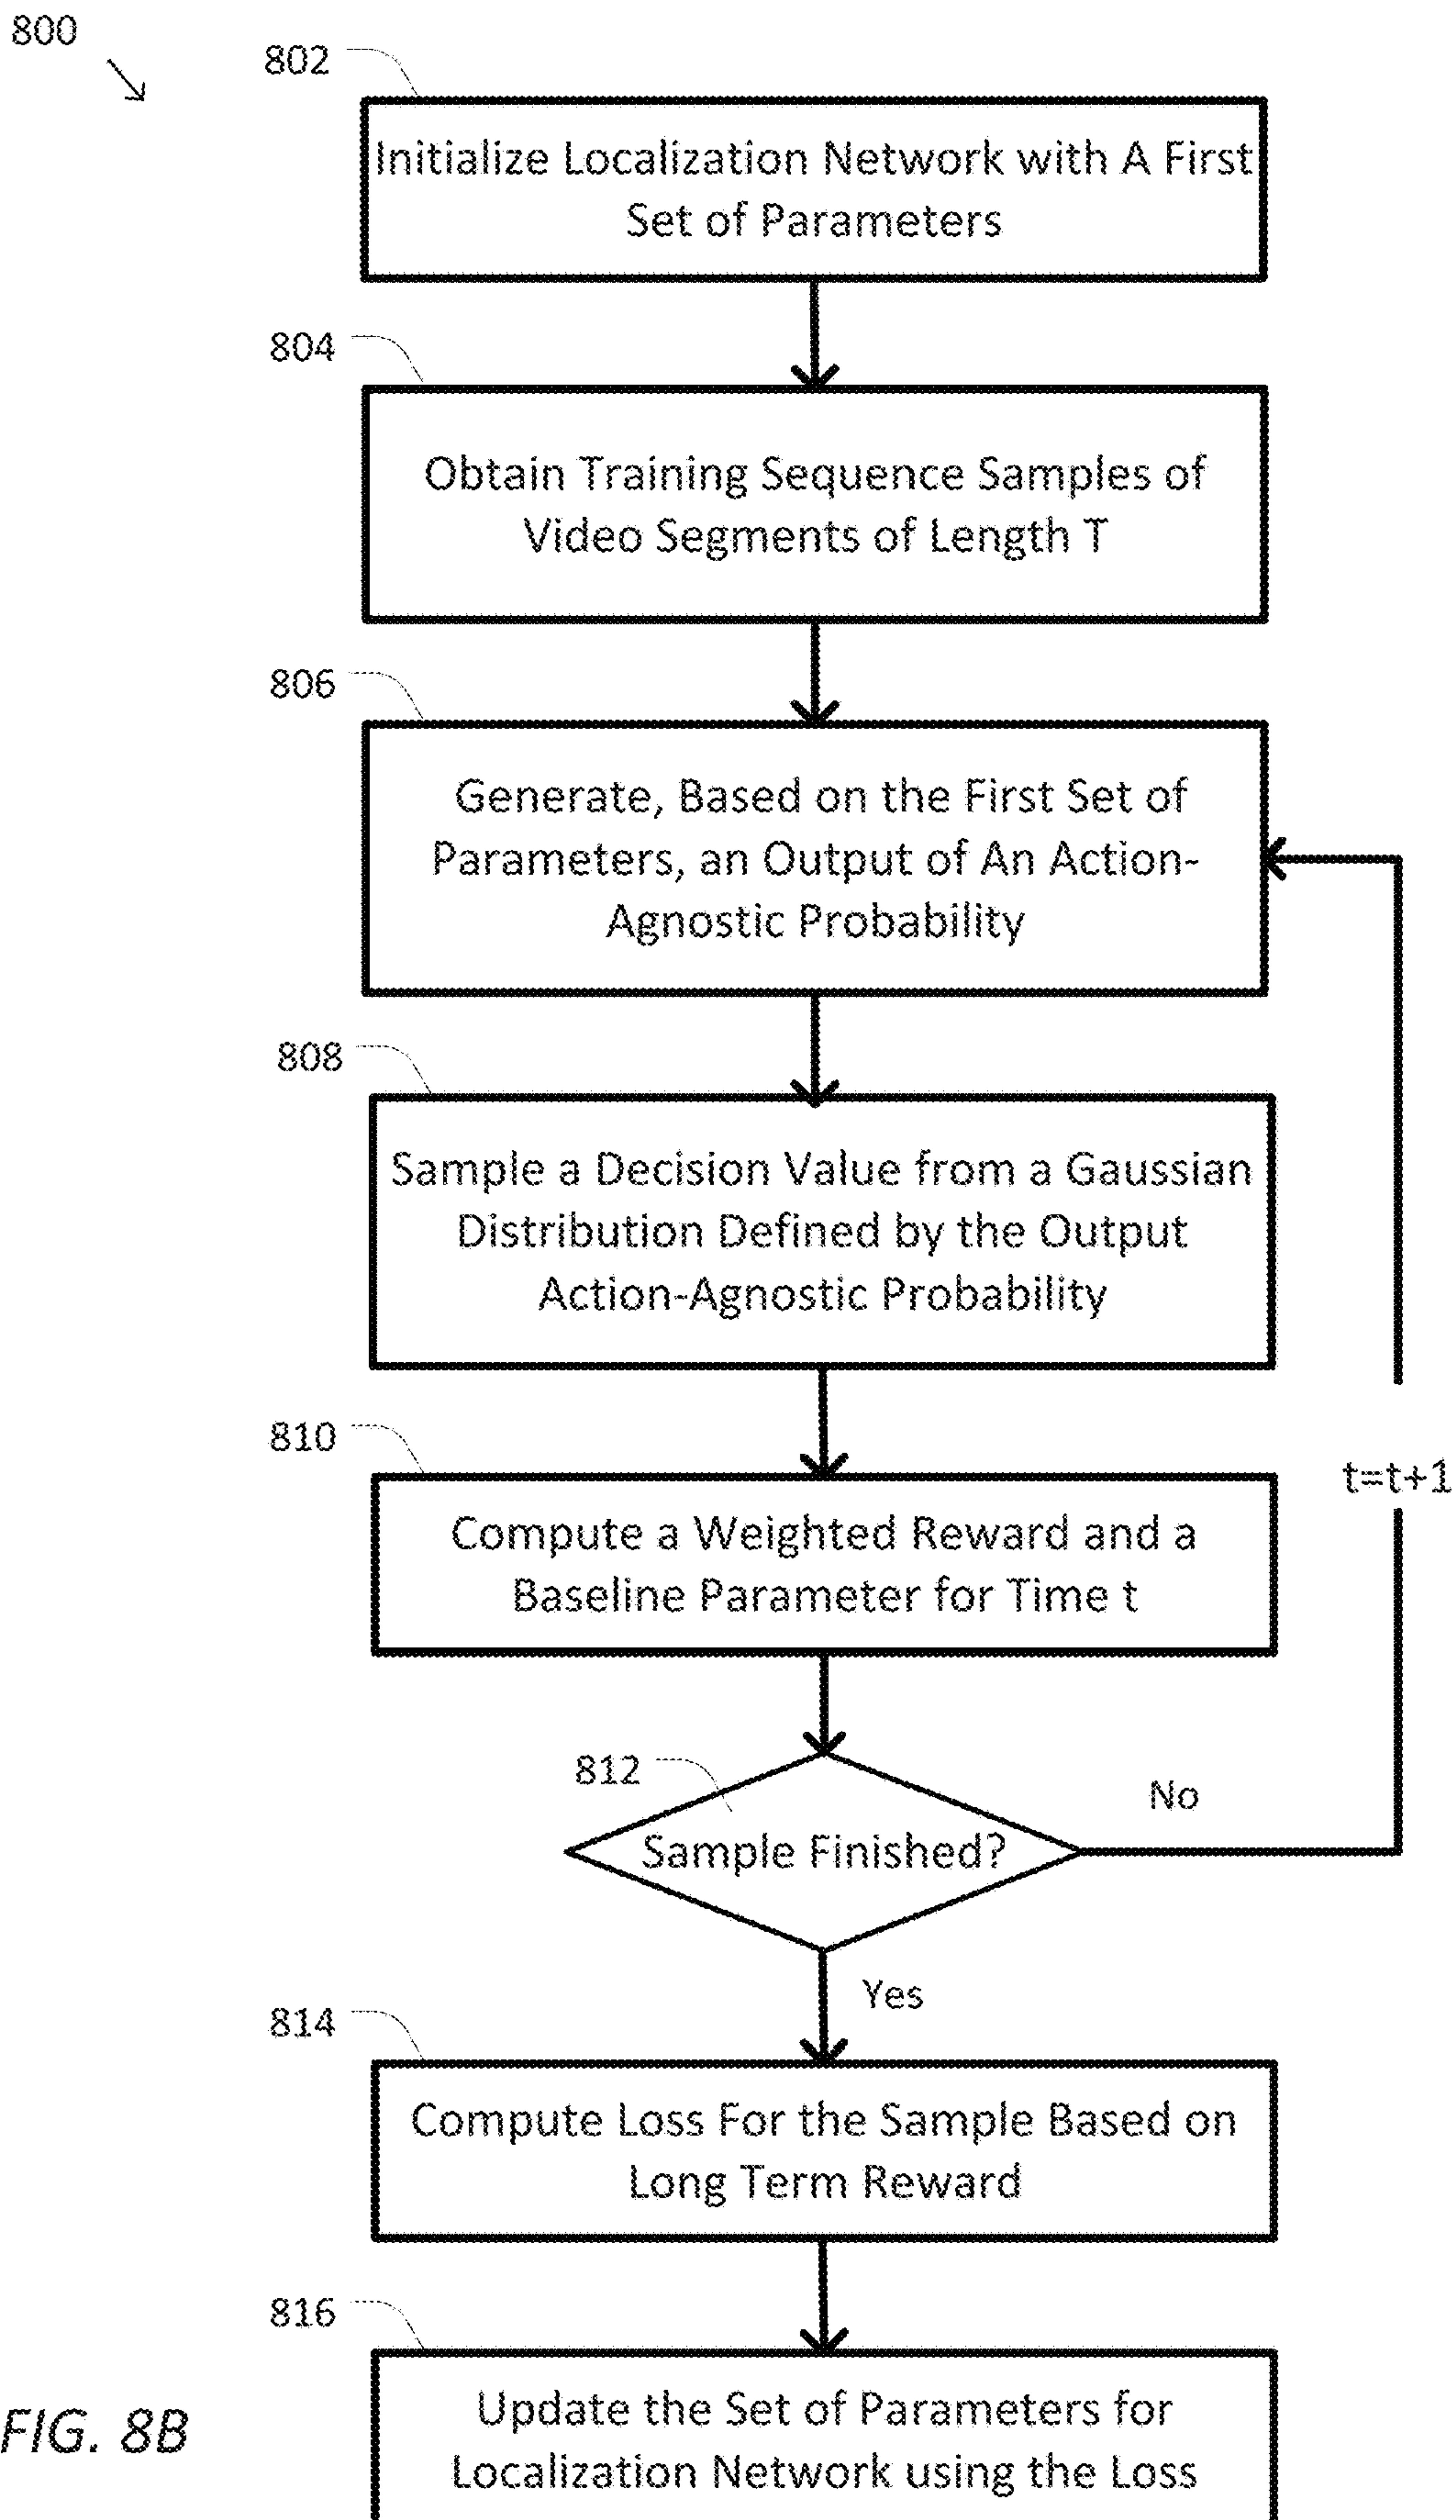 800
802
Initialize Localization Network with A First
Set of Parameters
804
Obtain Training Sequence Samples of
Video Segments of Length T
806
Generate, Based on the First Set of
Parameters, an Output of An Action-
Agnostic Probability
808
Sample a Decision Value from a Gaussian
Distribution Defined by the Output
Action-Agnostic Probability
810
Compute a Weighted Reward and a
Baseline Parameter for Time t
t=t+1
812
Sample Finished?
No
Yes
814
Compute Loss For the Sample Based on
Long Term Reward
816
Update the Set of Parameters for
Localization Network using the Loss
FIG. 8B